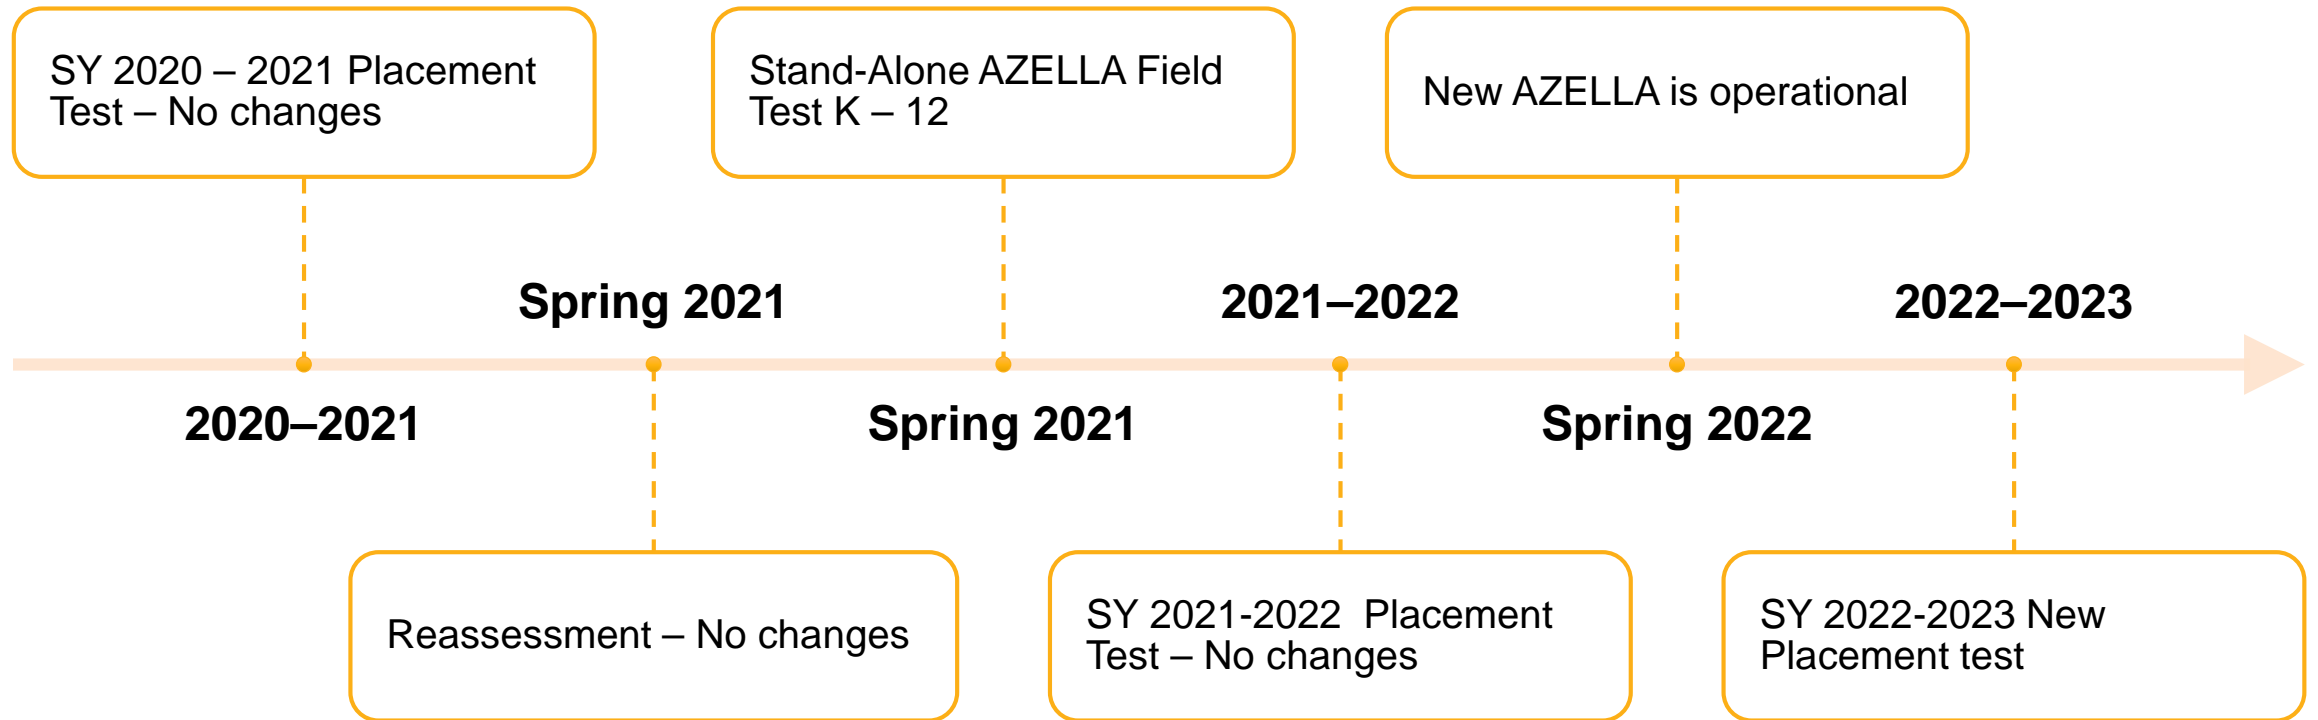 SY 2020 – 2021 Placement
Test – No changes
Stand-Alone AZELLA Field
Test K – 12
New AZELLA is operational
Spring 2021
2021–2022
2022–2023
2020–2021
Spring 2021
Spring 2022
Reassessment – No changes
SY 2021-2022  Placement
Test – No changes
SY 2022-2023 New
Placement test